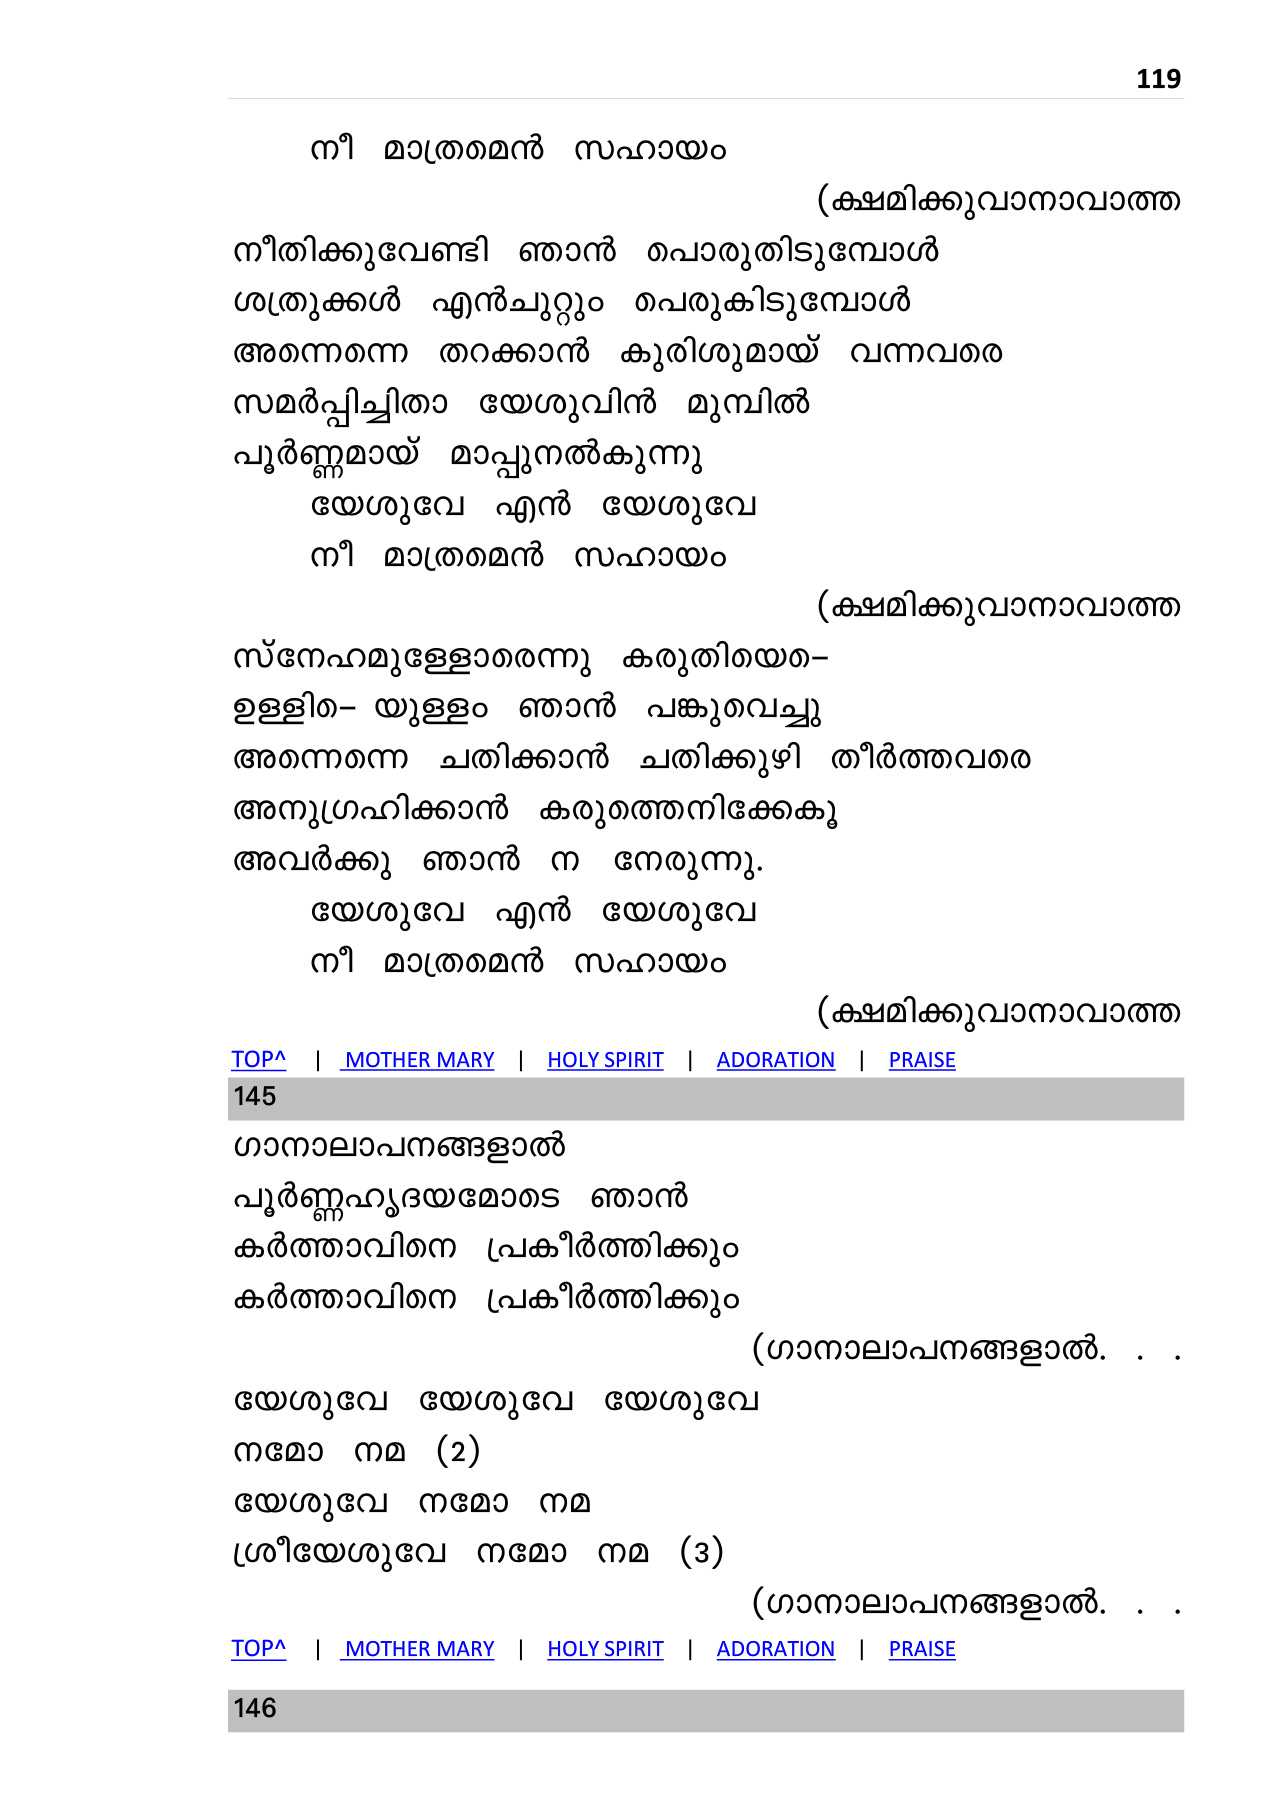 119
നീ മാത്രമെൻ സഹായം
(ക്ഷമിക്കുവാനാവാത്ത
നീതിക്കുവേണ്ടി ഞാൻ പൊരുതിടുമ്പോൾ
ശത്രുക്കൾ എൻചുറ്റും പെരുകിടുമ്പോൾ
അന്നെന്നെ തറക്കാൻ കുരിശുമായ് വന്നവരെ
സമർപ്പിച്ചിതാ യേശുവിൻ മുമ്പിൽ
പൂർണ്ണമായ് മാപ്പുനൽകുന്നു
യേശുവേ എൻ യേശുവേ
നീ മാത്രമെൻ സഹായം
(ക്ഷമിക്കുവാനാവാത്ത
സ്നേഹമുള്ളോരെന്നു കരുതിയെ–
ഉള്ളി– യുള്ളം ഞാൻ പങ്കുവെച്ചു
അന്നെന്നെ ചതിക്കാൻ ചതിക്കുഴി തീർത്തവരെ
അനുഗ്രഹിക്കാൻ കരുത്തെനിക്കേകൂ
അവർക്കു ഞാൻ ന നേരുന്നു.
യേശുവേ എൻ യേശുവേ
നീ മാത്രമെൻ സഹായം
(ക്ഷമിക്കുവാനാവാത്ത
TOP^ | MOTHER MARY | HOLY SPIRIT | ADORATION | PRAISE
145
ഗാനാലാപനങ്ങളാൽ
പൂർണ്ണഹൃദയമോടെ ഞാൻ
കർത്താവിനെ പ്രകീർത്തിക്കും
കർത്താവിനെ പ്രകീർത്തിക്കും
(ഗാനാലാപനങ്ങളാൽ. . .
യേശുവേ യേശുവേ യേശുവേ
നമോ നമ (2)
യേശുവേ നമോ നമ
ശ്രീയേശുവേ നമോ നമ (3)
(ഗാനാലാപനങ്ങളാൽ. . .
TOP^ | MOTHER MARY | HOLY SPIRIT | ADORATION | PRAISE
146